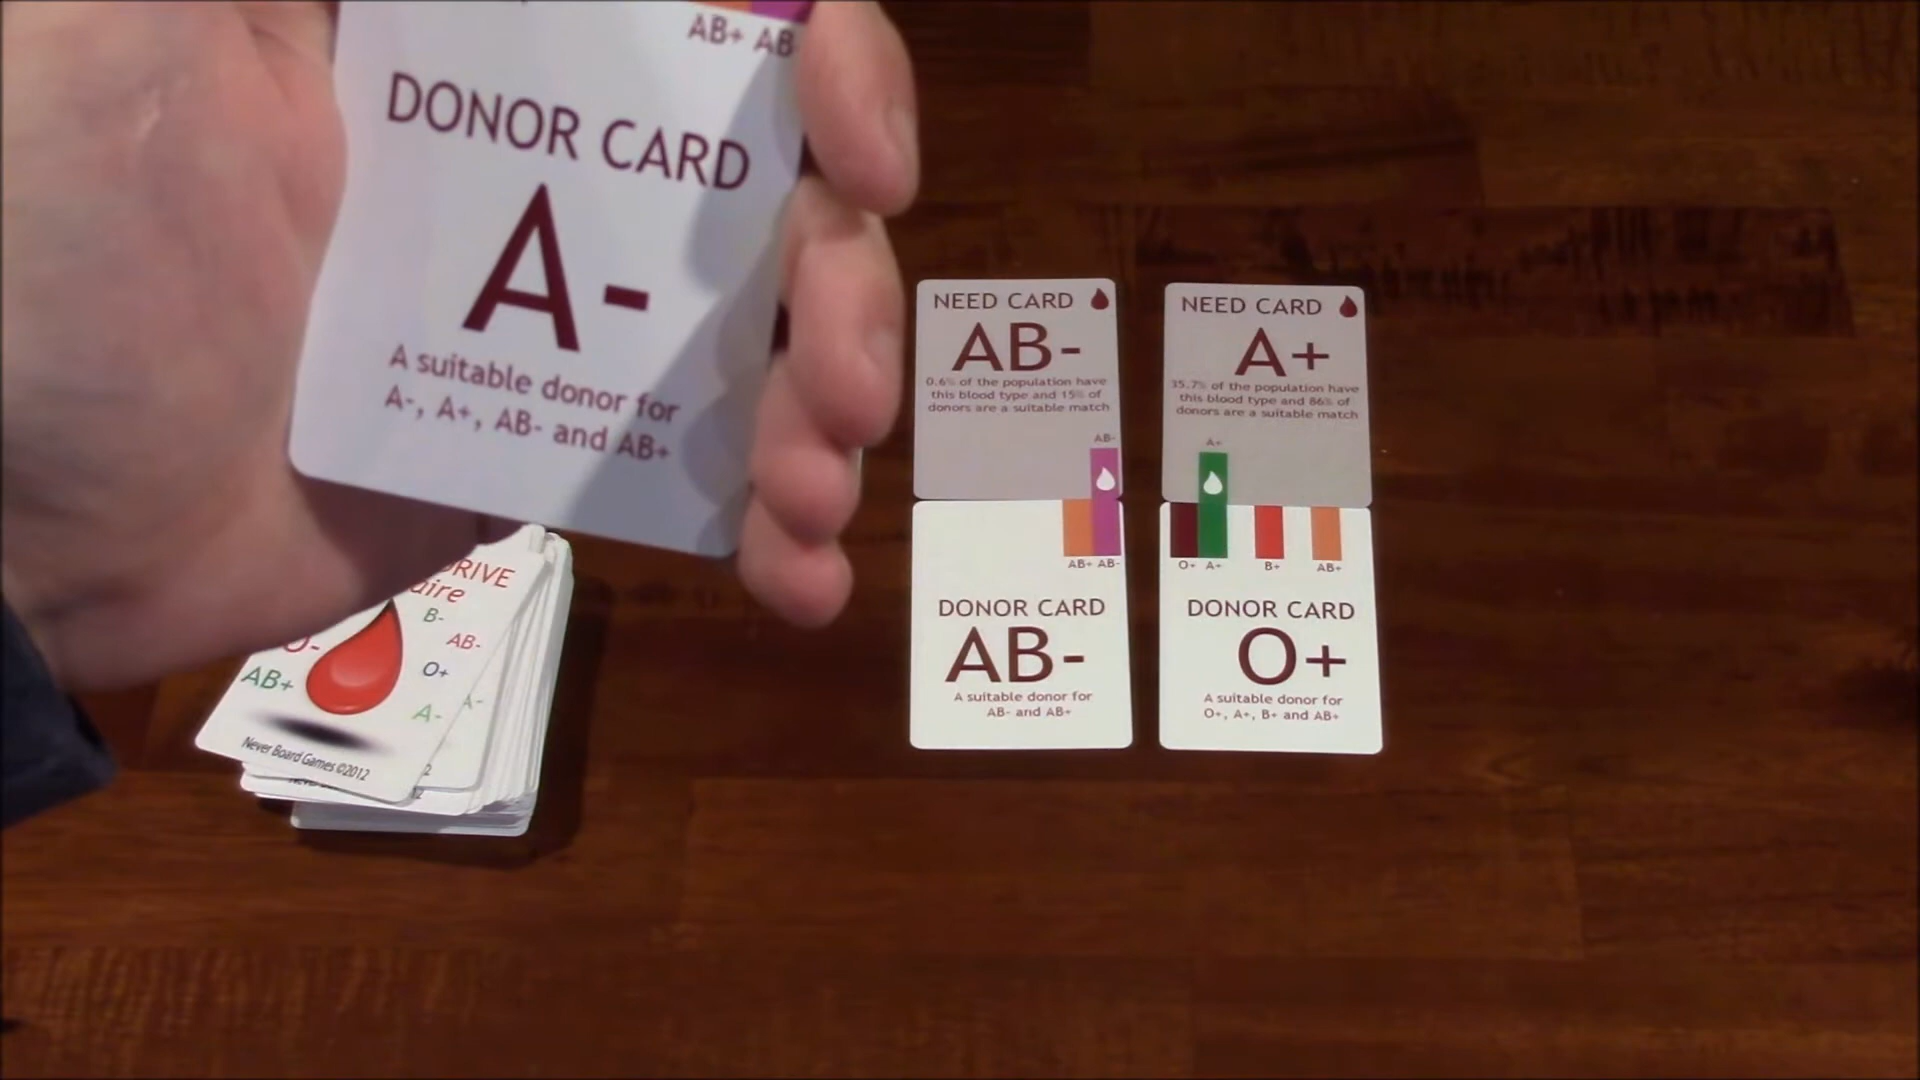 AB+ AB
DONOR CARD
A-
A suitable donor for
A-, A+, AB- and AB+
NEED CARD
AB-
0.6% of the population have
this blood type and 15% of
donors are a suitable match
AB-
AB+ AB-
DONOR CARD
AB-
A suitable donor for
AB- and AB+
NEED CARD
A+
35.7% of the population have
this blood type and 86% of
donors are a suitable match
A+
O+ A+ B+ AB+
DONOR CARD
O+
A suitable donor for
O+, A+, B+ and AB+
DRIVE
aire
B-
O-
AB-
AB+
O+
A-
A-
Never Board Games ©2012